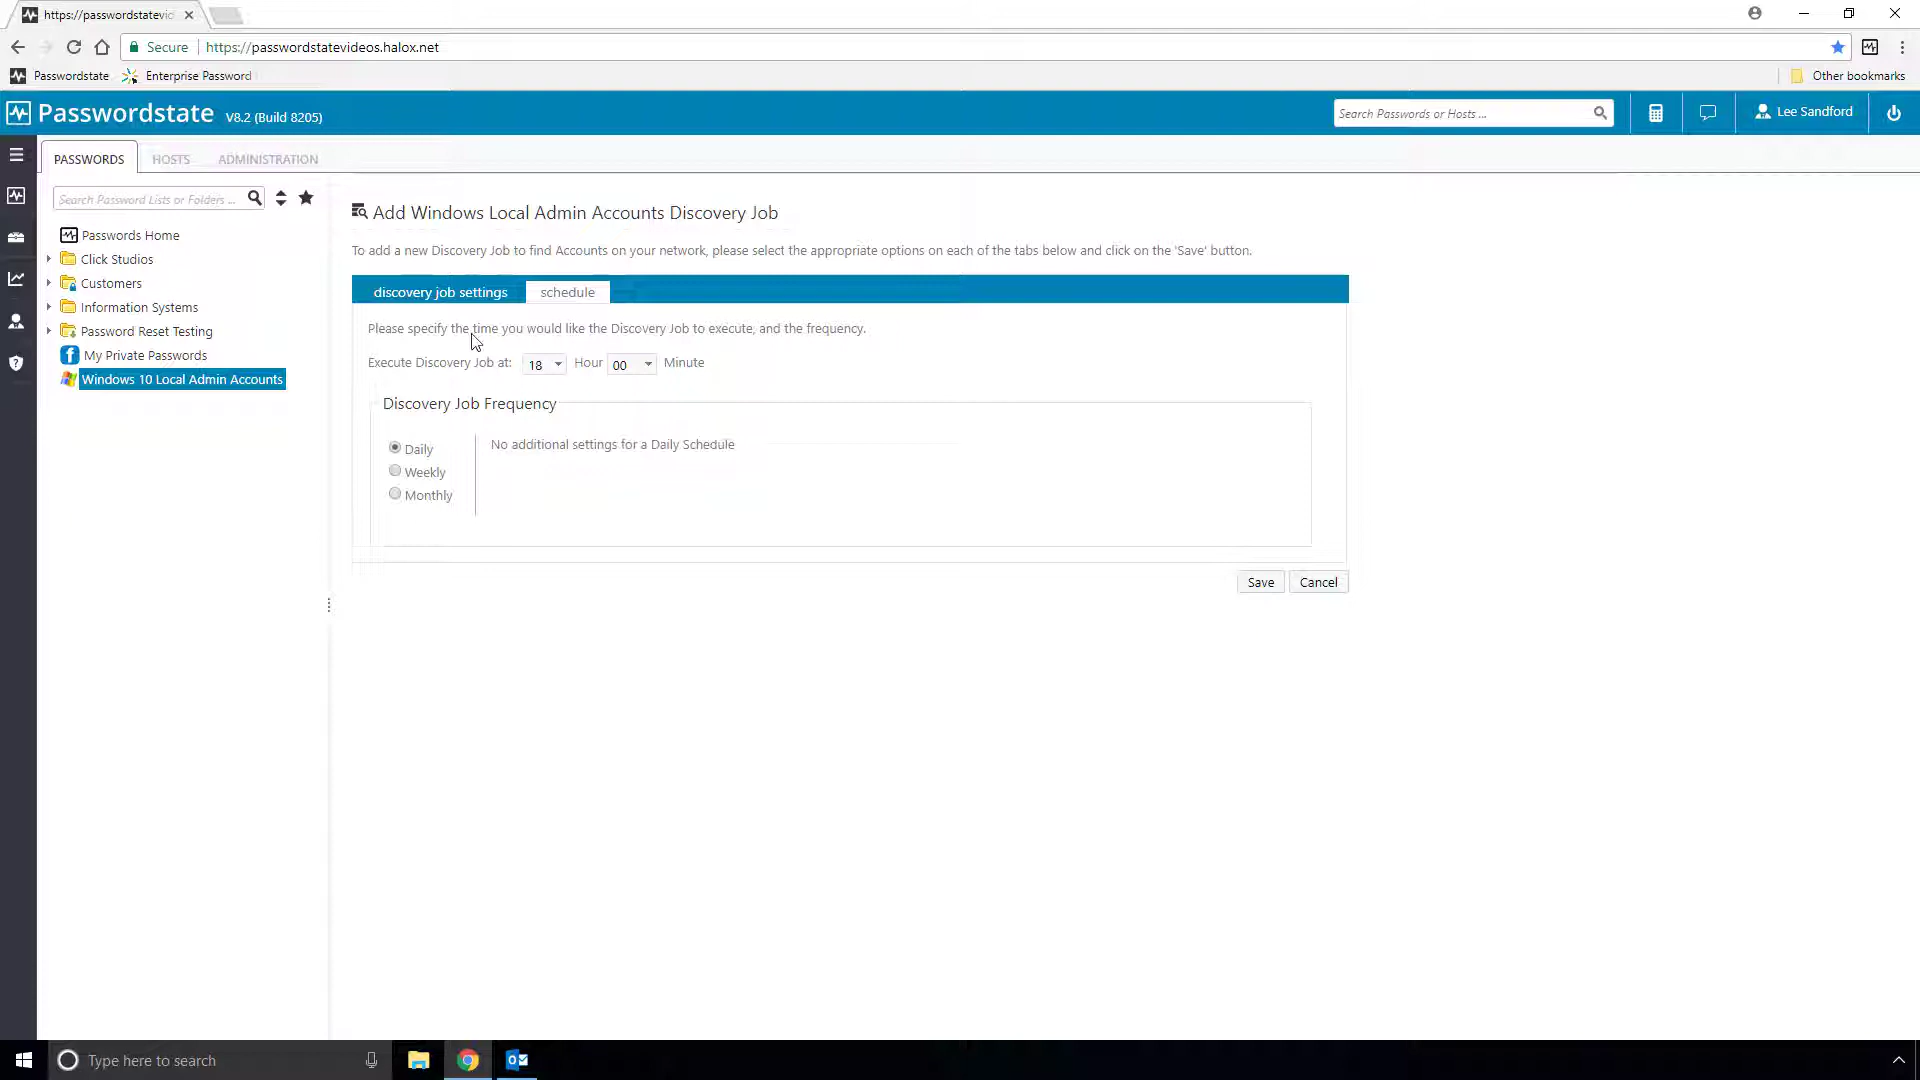 https://passwordstatevid
Secure https://passwordstatevideos.halox.net
Passwordstate Enterprise Password Other bookmarks
Passwordstate V8.2 (Build 8205) Search Passwords or Hosts ... Lee Sandford
PASSWORDS HOSTS ADMINISTRATION
Search Password Lists or Folders ...
Passwords Home
Click Studios
Customers
Information Systems
Password Reset Testing
My Private Passwords
Windows 10 Local Admin Accounts
Add Windows Local Admin Accounts Discovery Job
To add a new Discovery Job to find Accounts on your network, please select the appropriate options on each of the tabs below and click on the 'Save' button.
discovery job settings schedule
Please specify the time you would like the Discovery Job to execute, and the frequency.
Execute Discovery Job at: 18 Hour 00 Minute
Discovery Job Frequency
Daily
Weekly
Monthly
No additional settings for a Daily Schedule
Save Cancel
Type here to search